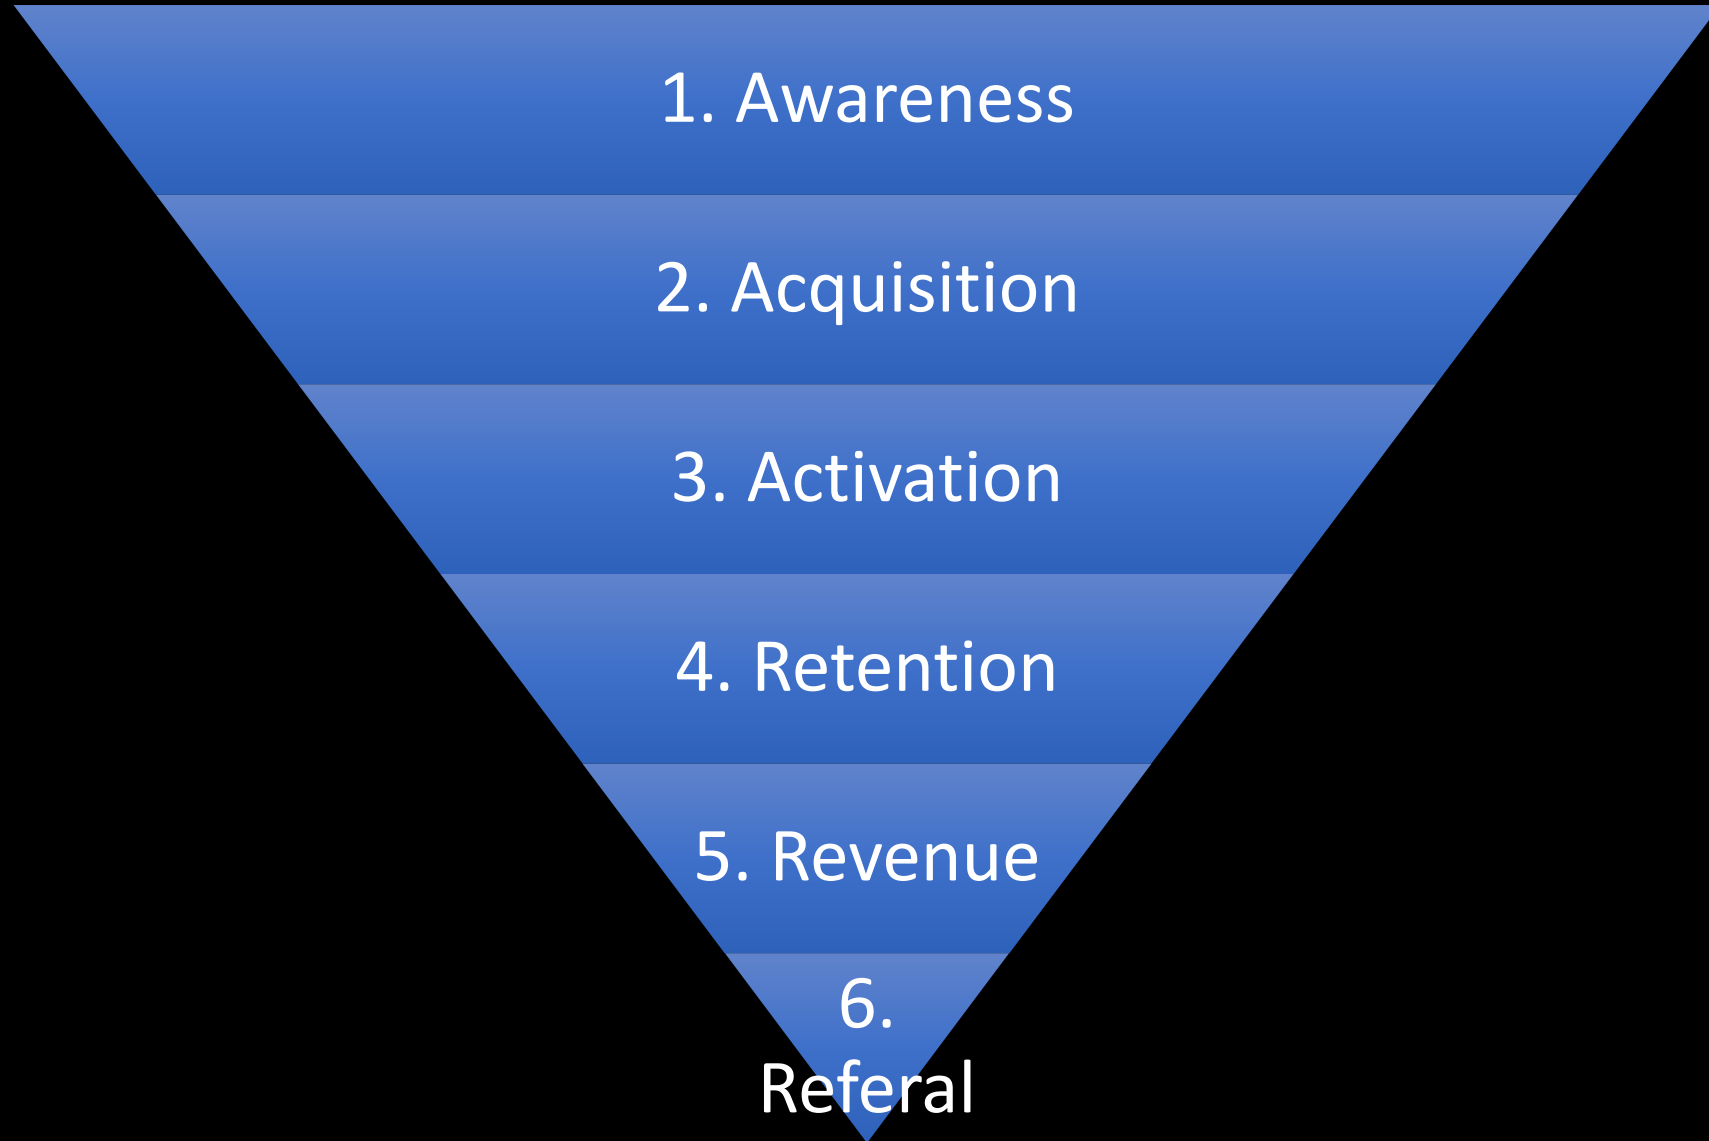 1. Awareness
2. Acquisition
3. Activation
4. Retention
5. Revenue
6.
Referal